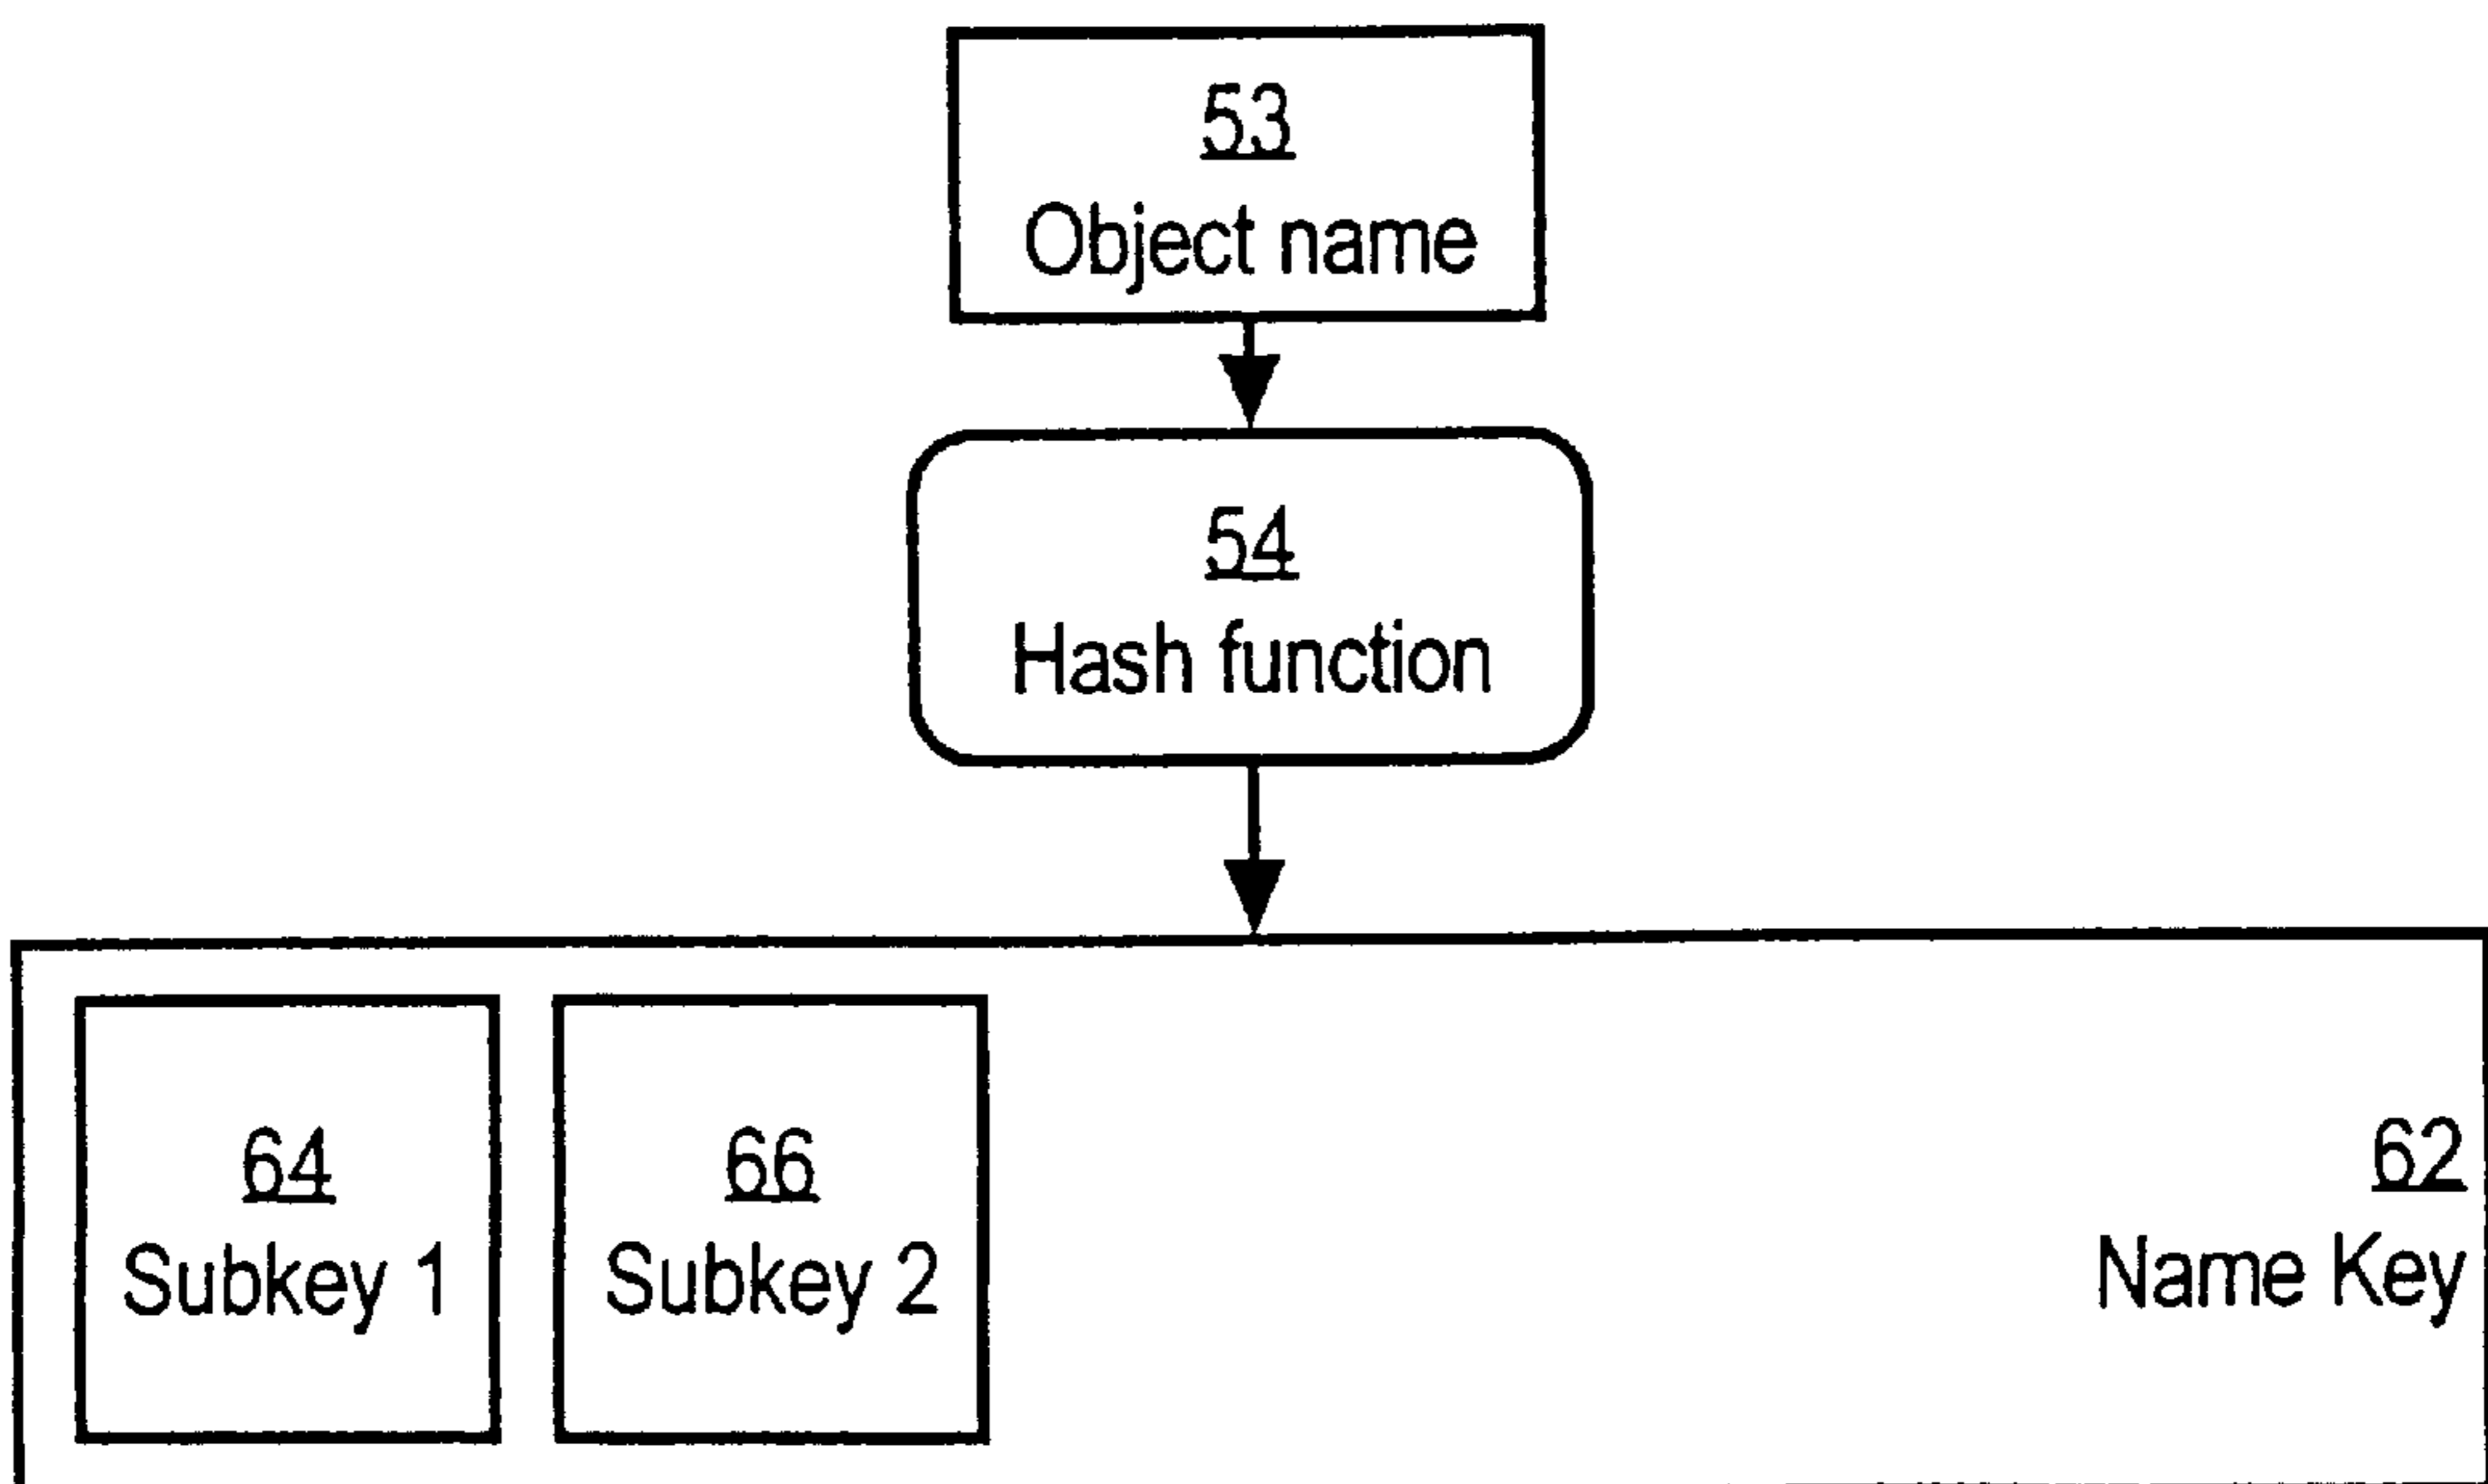 53
Object name
54
Hash function
64
Subkey 1
66
Subkey 2
62
Name Key